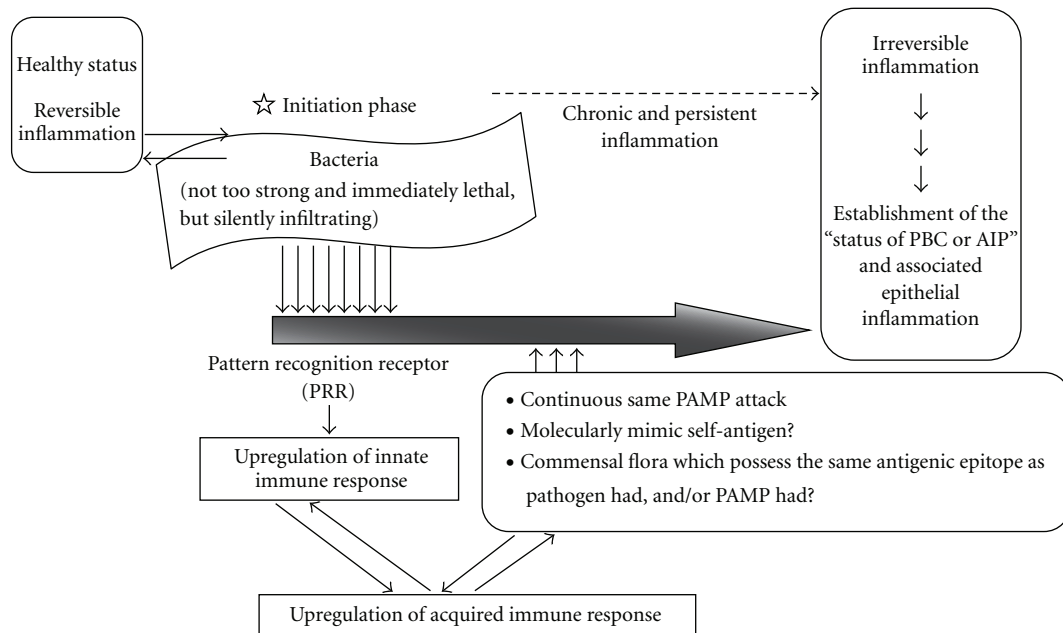 Healthy status
Reversible
inflammation
☆ Initiation phase
Bacteria
(not too strong and immediately lethal,
but silently infiltrating)
Chronic and persistent
inflammation
Irreversible
inflammation
Establishment of the
“status of PBC or AIP”
and associated
epithelial
inflammation
Pattern recognition receptor
(PRR)
Upregulation of innate
immune response
• Continuous same PAMP attack
• Molecularly mimic self-antigen?
• Commensal flora which possess the same antigenic epitope as
pathogen had, and/or PAMP had?
Upregulation of acquired immune response